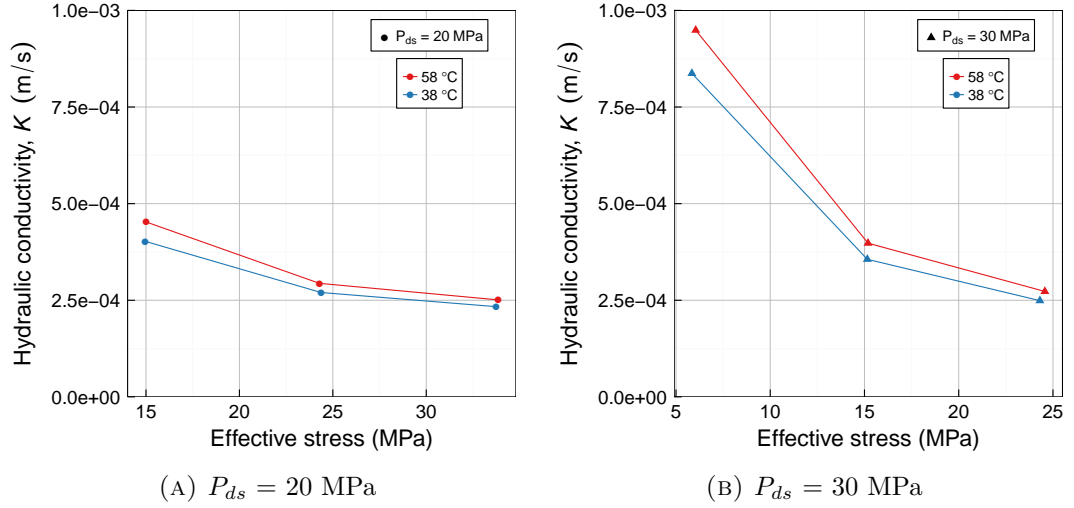 1.0e−03
7.5e−04
5.0e−04
2.5e−04
0.0e+00
Hydraulic conductivity, K (m/s)
P_ds = 20 MPa
58 °C
38 °C
15 20 25 30
Effective stress (MPa)
(A) P_ds = 20 MPa
1.0e−03
7.5e−04
5.0e−04
2.5e−04
0.0e+00
Hydraulic conductivity, K (m/s)
P_ds = 30 MPa
58 °C
38 °C
5 10 15 20 25
Effective stress (MPa)
(B) P_ds = 30 MPa